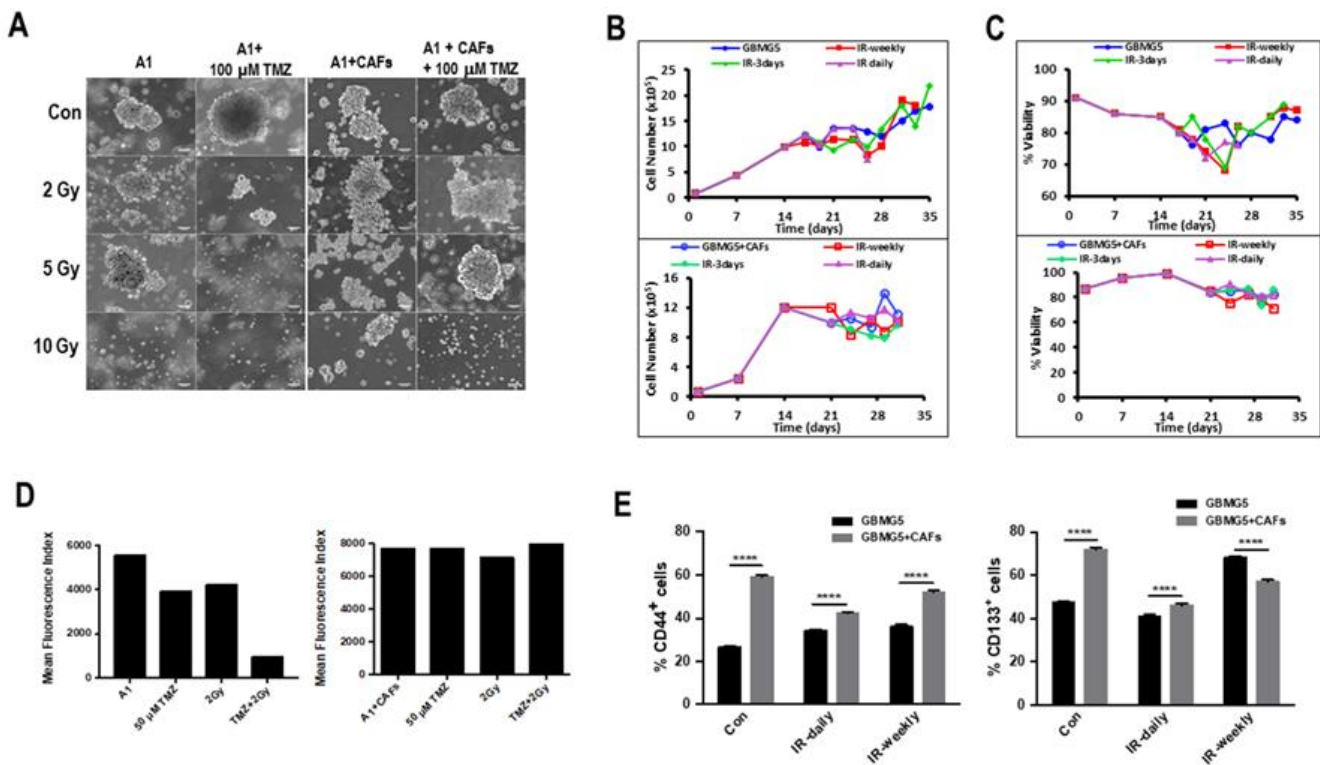 A
A1
A1+
100 µM TMZ
A1+CAFs
A1 + CAFs
+ 100 µM TMZ
Con
2 Gy
5 Gy
10 Gy
B
GBMG5
IR-weekly
IR-3days
IR-daily
Cell Number (x10⁵)
25
20
15
10
5
0
0 7 14 21 28 35
Time (days)
GBMG5+CAFs
IR-weekly
IR-3days
IR-daily
Cell Number (x10⁵)
16
12
8
4
0
0 7 14 21 28 35
Time (days)
C
GBMG5
IR-weekly
IR-3days
IR-daily
% Viability
100
90
80
70
60
0 7 14 21 28 35
Time (days)
GBMG5+CAFs
IR-weekly
IR-3days
IR-daily
% Viability
100
80
60
40
20
0
0 7 14 21 28 35
Time (days)
D
Mean Fluorescence Index
6000
4000
2000
0
A1
50 µM TMZ
2Gy
TMZ+2Gy
Mean Fluorescence Index
8000
6000
4000
2000
0
A1+CAFs
50 µM TMZ
2Gy
TMZ+2Gy
E
GBMG5
GBMG5+CAFs
% CD44⁺ cells
80
60
40
20
0
****
****
****
Con
IR-daily
IR-weekly
GBMG5
GBMG5+CAFs
% CD133⁺ cells
80
60
40
20
0
****
****
****
Con
IR-daily
IR-weekly